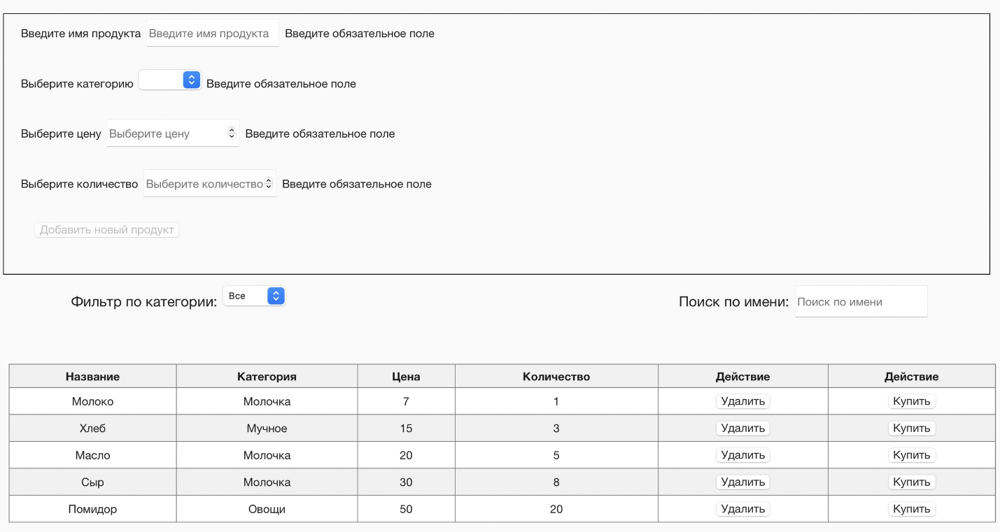 Введите имя продукта Введите имя продукта Введите обязательное поле
Выберите категорию Введите обязательное поле
Выберите цену Выберите цену Введите обязательное поле
Выберите количество Выберите количество Введите обязательное поле
Добавить новый продукт
Фильтр по категории: Все Поиск по имени: Поиск по имени
Название Категория Цена Количество Действие Действие
Молоко Молочка 7 1 Удалить Купить
Хлеб Мучное 15 3 Удалить Купить
Масло Молочка 20 5 Удалить Купить
Сыр Молочка 30 8 Удалить Купить
Помидор Овощи 50 20 Удалить Купить